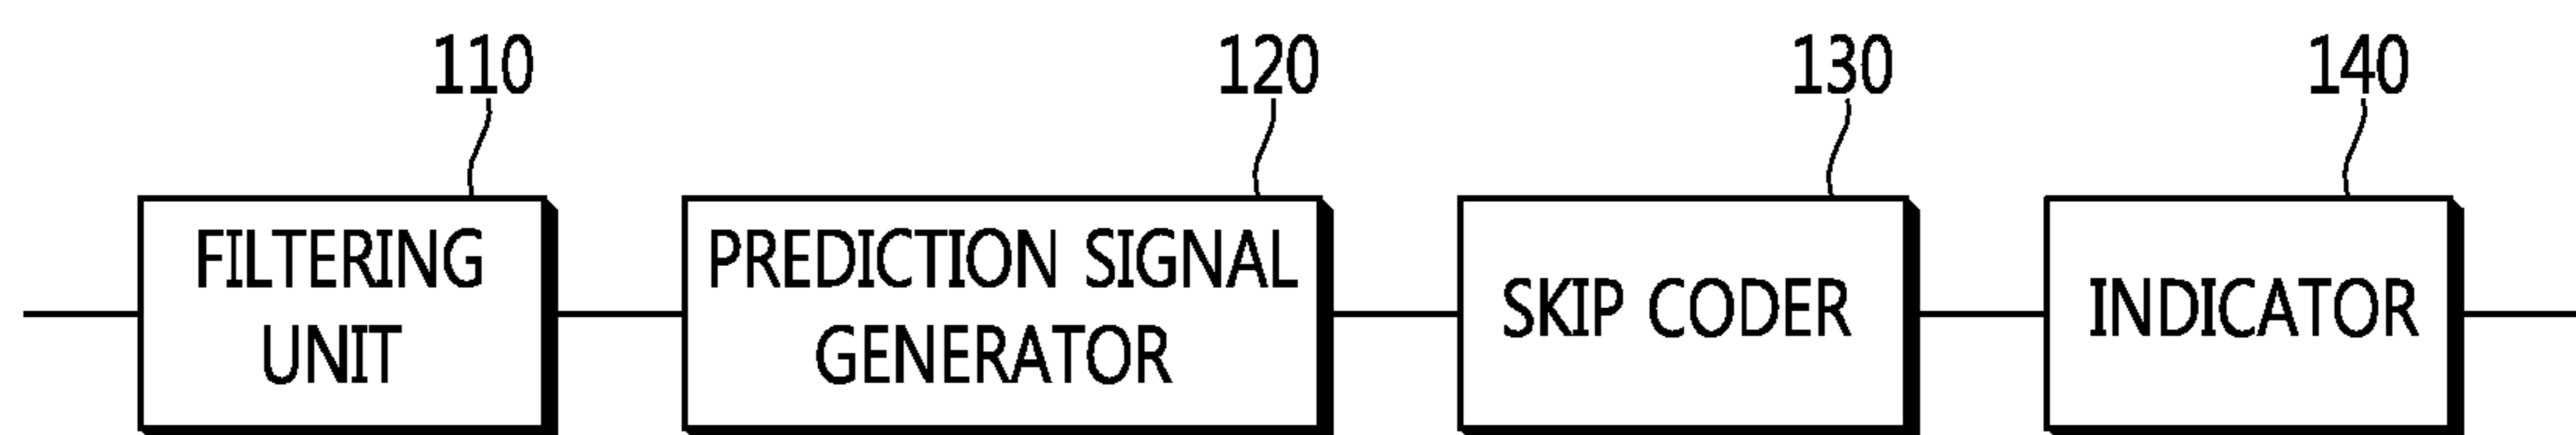 110
120
130
140
FILTERING
UNIT
PREDICTION SIGNAL
GENERATOR
SKIP CODER
INDICATOR